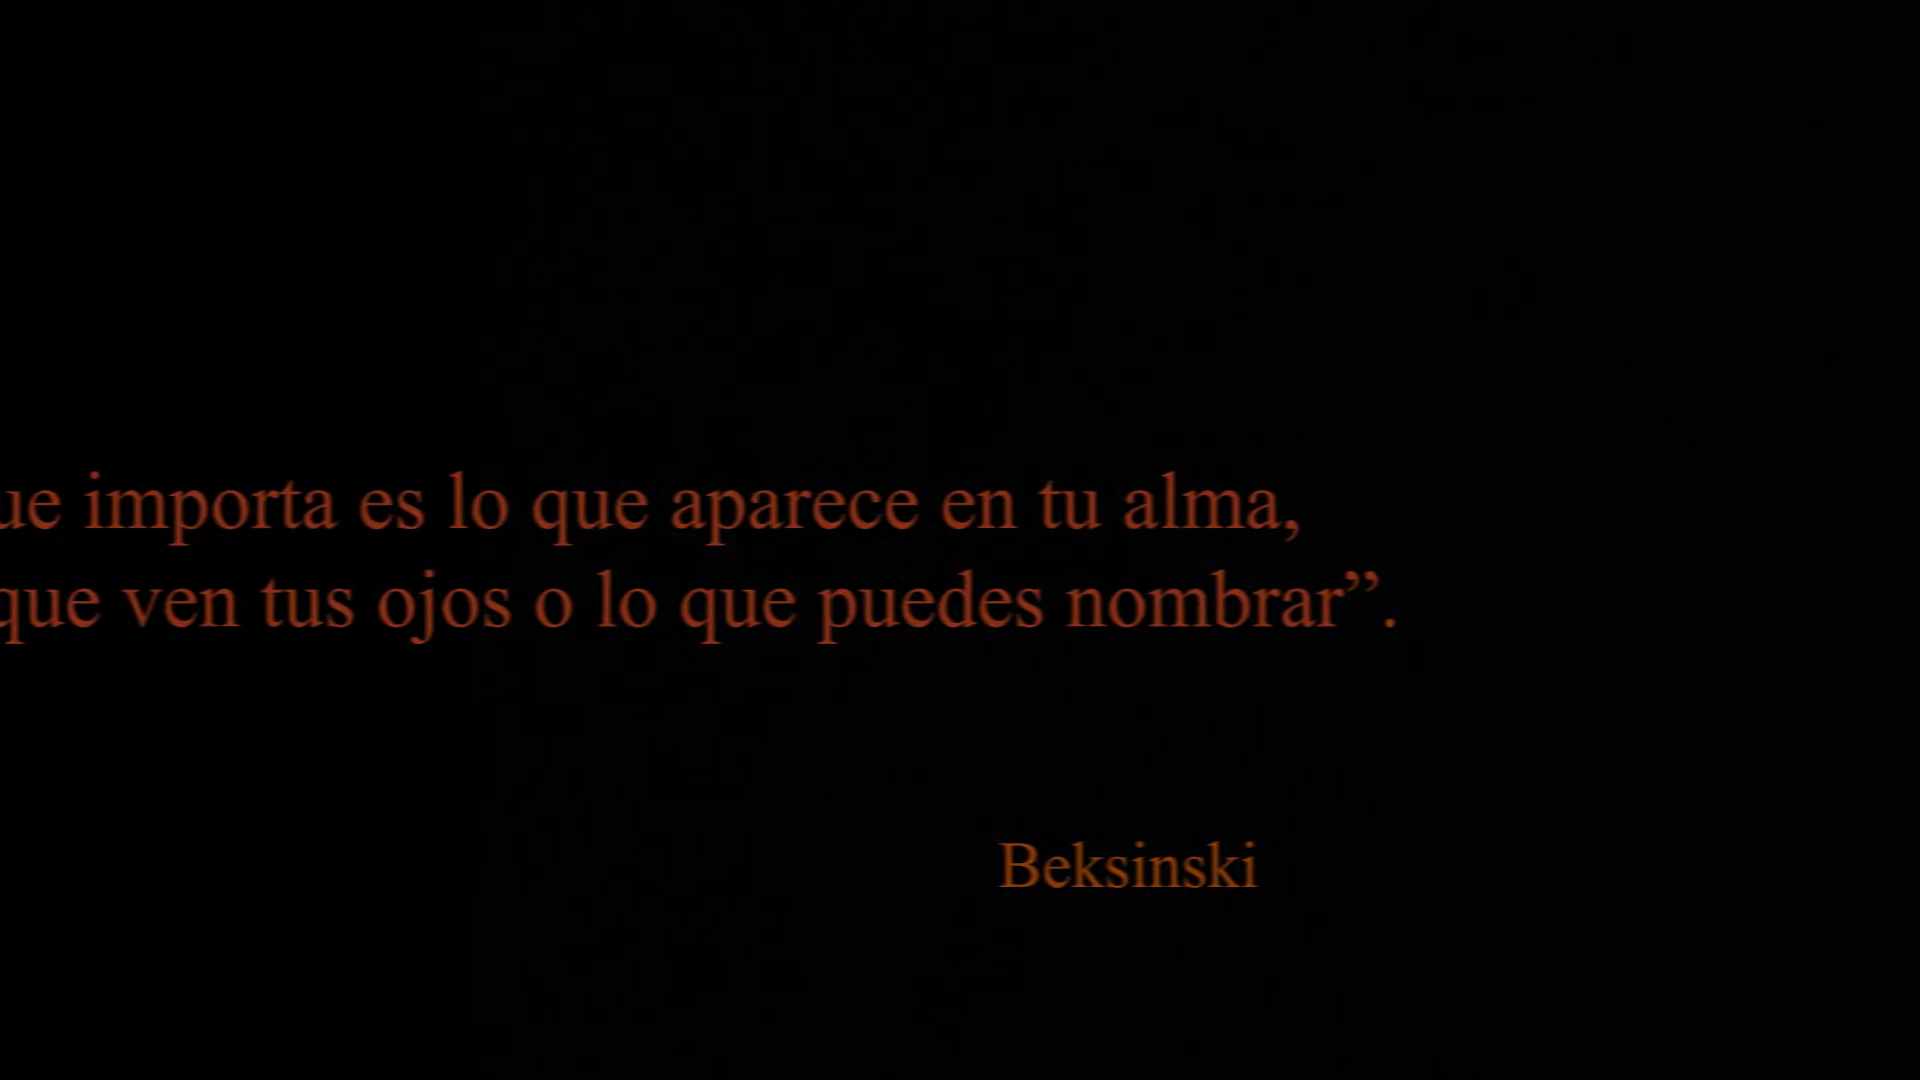 ue importa es lo que aparece en tu alma,
que ven tus ojos o lo que puedes nombrar”.
Beksinski